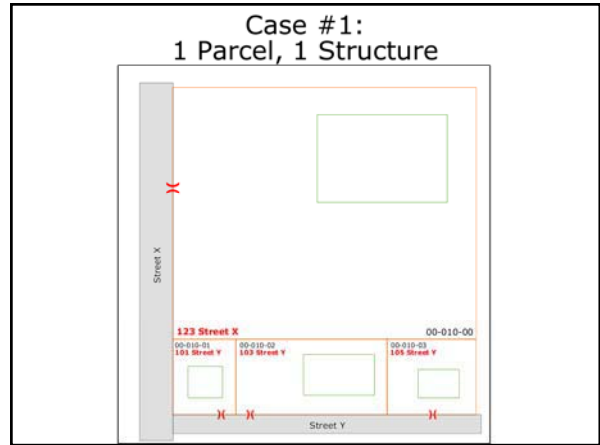 Case #1:
1 Parcel, 1 Structure
Street X
123 Street X
00-010-00
00-010-01
101 Street Y
00-010-02
103 Street Y
00-010-03
105 Street Y
Street Y